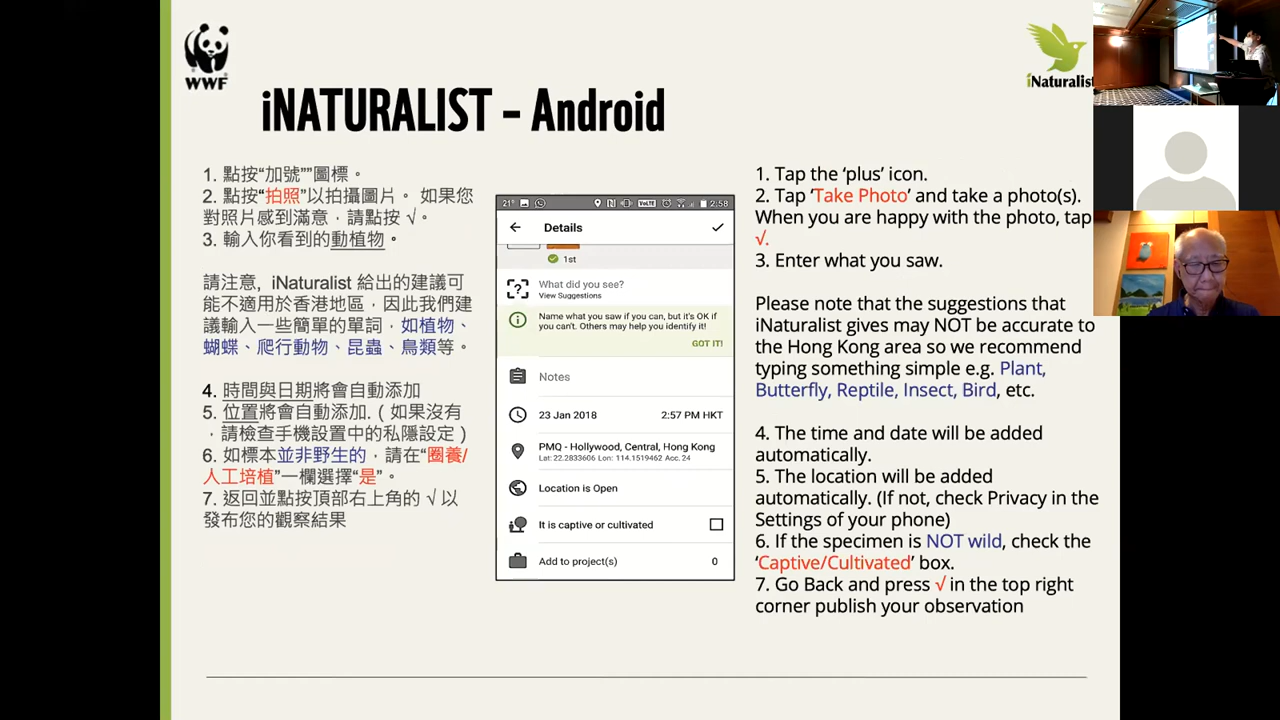 WWF
iNaturalist
iNATURALIST – Android
1. 點按“加號””圖標。
2. 點按“拍照”以拍攝圖片。 如果您
對照片感到滿意，請點按 √。
3. 輸入你看到的動植物。
請注意, iNaturalist 給出的建議可
能不適用於香港地區，因此我們建
議輸入一些簡單的單詞，如植物、
蝴蝶、爬行動物、昆蟲、鳥類等。
4. 時間與日期將會自動添加
5. 位置將會自動添加.（如果沒有
，請檢查手機設置中的私隱設定）
6. 如標本並非野生的，請在“圈養/
人工培植”一欄選擇“是”。
7. 返回並點按頂部右上角的 √ 以
發布您的觀察結果
21° 2:58
VoLTE
Details
1st
What did you see?
View Suggestions
Name what you saw if you can, but it's OK if
you can't. Others may help you identify it!
GOT IT!
Notes
23 Jan 2018 2:57 PM HKT
PMQ - Hollywood, Central, Hong Kong
Lat: 22.2833606 Lon: 114.1519462 Acc. 24
Location is Open
It is captive or cultivated
Add to project(s) 0
1. Tap the ‘plus’ icon.
2. Tap ‘Take Photo’ and take a photo(s).
When you are happy with the photo, tap
√.
3. Enter what you saw.
Please note that the suggestions that
iNaturalist gives may NOT be accurate to
the Hong Kong area so we recommend
typing something simple e.g. Plant,
Butterfly, Reptile, Insect, Bird, etc.
4. The time and date will be added
automatically.
5. The location will be added
automatically. (If not, check Privacy in the
Settings of your phone)
6. If the specimen is NOT wild, check the
‘Captive/Cultivated’ box.
7. Go Back and press √ in the top right
corner publish your observation